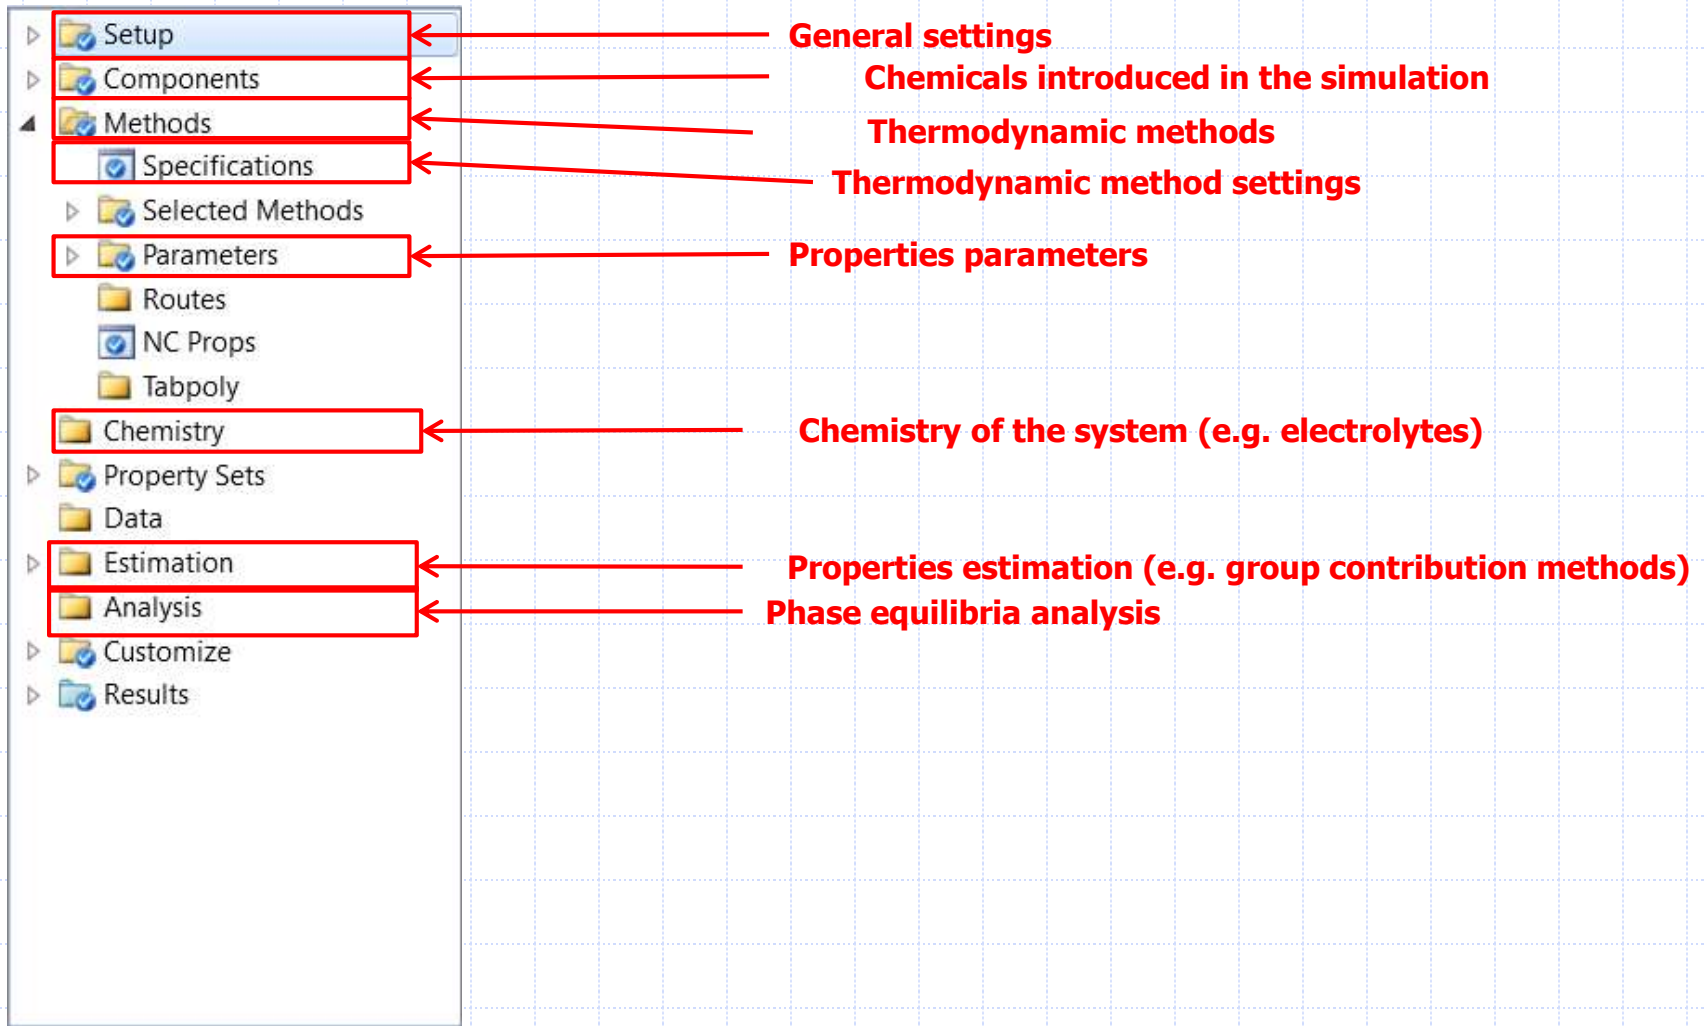 Setup
General settings
Components
Chemicals introduced in the simulation
Methods
Thermodynamic methods
Specifications
Thermodynamic method settings
Selected Methods
Parameters
Properties parameters
Routes
NC Props
Tabpoly
Chemistry
Chemistry of the system (e.g. electrolytes)
Property Sets
Data
Estimation
Properties estimation (e.g. group contribution methods)
Analysis
Phase equilibria analysis
Customize
Results